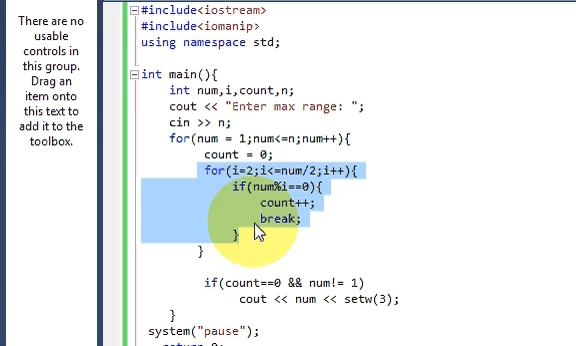 There are no
usable
controls in
this group.
Drag an
item onto
this text to
add it to the
toolbox.
#include<iostream>
#include<iomanip>
using namespace std;
int main(){
int num,i,count,n;
cout << "Enter max range: ";
cin >> n;
for(num = 1;num<=n;num++){
count = 0;
for(i=2;i<=num/2;i++){
if(num%i==0){
count++;
break;
}
}
if(count==0 && num!= 1)
cout << num << setw(3);
}
system("pause");